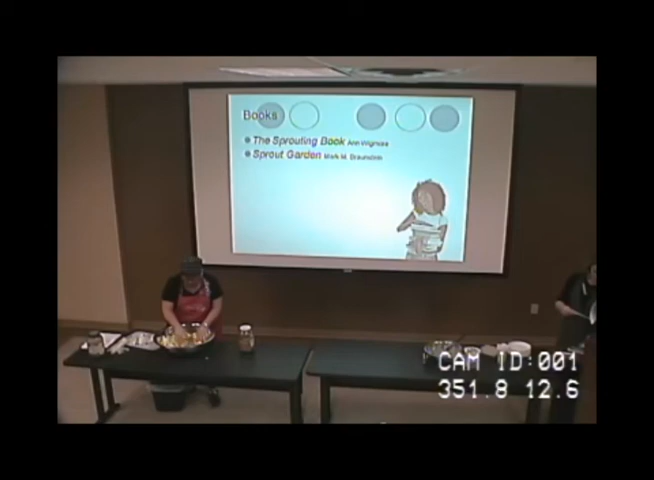 Books
The Sprouting Book Ann Wigmore
Sprout Garden Mark M. Braunstein
CAM ID:001
351.8 12.6